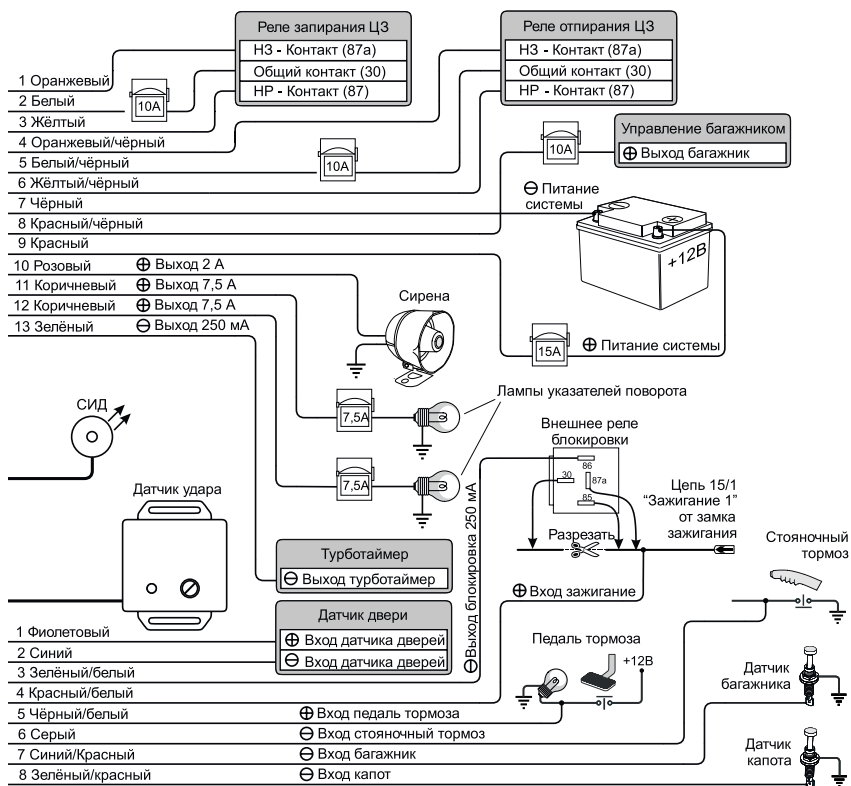 Реле запирания ЦЗ
НЗ - Контакт (87а)
Общий контакт (30)
НР - Контакт (87)
Реле отпирания ЦЗ
НЗ - Контакт (87а)
Общий контакт (30)
НР - Контакт (87)
1 Оранжевый
2 Белый
10А
3 Жёлтый
4 Оранжевый/чёрный
5 Белый/чёрный
10А
6 Жёлтый/чёрный
7 Чёрный
8 Красный/чёрный
9 Красный
10А
Управление багажником
⊕ Выход багажник
⊖ Питание
системы
+12В
10 Розовый ⊕ Выход 2 А
11 Коричневый ⊕ Выход 7,5 А
12 Коричневый ⊕ Выход 7,5 А
13 Зелёный ⊖ Выход 250 мА
Сирена
15А
⊕ Питание системы
Лампы указателей поворота
7,5А
7,5А
СИД
Датчик удара
Внешнее реле
блокировки
86
30
87а
85
Разрезать
Цепь 15/1
“Зажигание 1”
от замка
зажигания
⊖Выход блокировка 250 мА
⊕ Вход зажигание
Турботаймер
⊖ Выход турботаймер
Датчик двери
⊕ Вход датчика дверей
⊖ Вход датчика дверей
Стояночный
тормоз
Педаль тормоза
+12В
1 Фиолетовый
2 Синий
3 Зелёный/белый
4 Красный/белый
5 Чёрный/белый ⊕ Вход педаль тормоза
6 Серый ⊖ Вход стояночный тормоз
7 Синий/Красный ⊖ Вход багажник
8 Зелёный/красный ⊖ Вход капот
Датчик
багажника
Датчик
капота